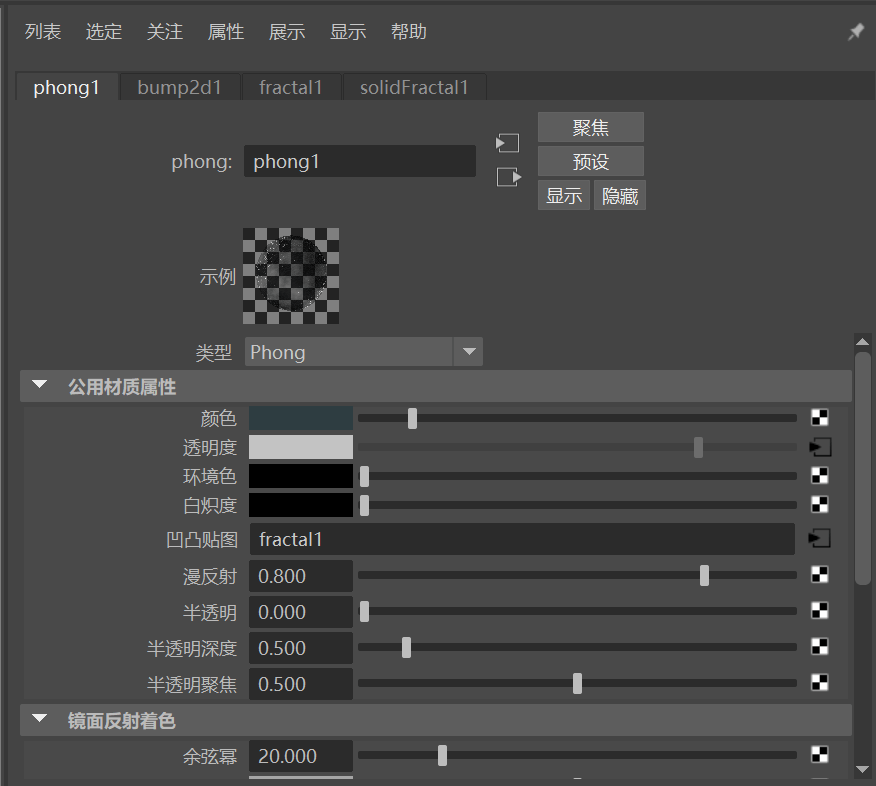 列表 选定 关注 属性 展示 显示 帮助
phong1 bump2d1 fractal1 solidFractal1
聚焦
phong: phong1
预设
显示 隐藏
示例
类型 Phong
公用材质属性
颜色
透明度
环境色
白炽度
凹凸贴图 fractal1
漫反射 0.800
半透明 0.000
半透明深度 0.500
半透明聚焦 0.500
镜面反射着色
余弦幂 20.000